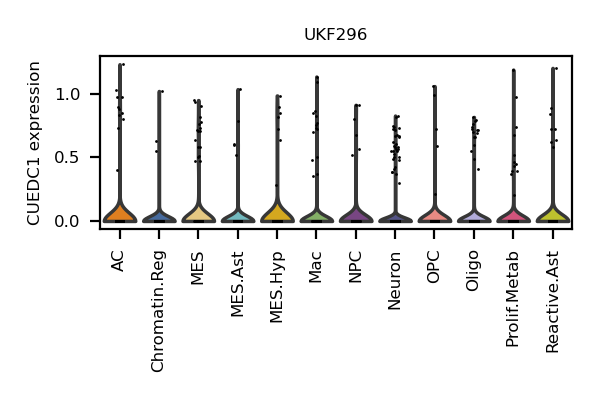 UKF296
CUEDC1 expression
1.0
0.5
0.0
AC
Chromatin.Reg
MES
MES.Ast
MES.Hyp
Mac
NPC
Neuron
OPC
Oligo
Prolif.Metab
Reactive.Ast